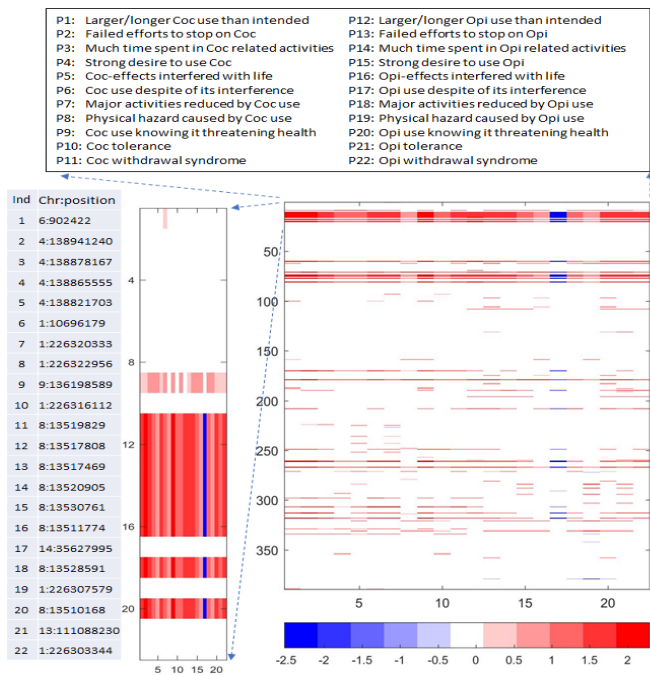 P1: Larger/longer Coc use than intended
P2: Failed efforts to stop on Coc
P3: Much time spent in Coc related activities
P4: Strong desire to use Coc
P5: Coc-effects interfered with life
P6: Coc use despite of its interference
P7: Major activities reduced by Coc use
P8: Physical hazard caused by Coc use
P9: Coc use knowing it threatening health
P10: Coc tolerance
P11: Coc withdrawal syndrome
P12: Larger/longer Opi use than intended
P13: Failed efforts to stop on Opi
P14: Much time spent in Opi related activities
P15: Strong desire to use Opi
P16: Opi-effects interfered with life
P17: Opi use despite of its interference
P18: Major activities reduced by Opi use
P19: Physical hazard caused by Opi use
P20: Opi use knowing it threatening health
P21: Opi tolerance
P22: Opi withdrawal syndrome
Ind Chr:position
1 6:902422
2 4:138941240
3 4:138878167
4 4:138865555
5 4:138821703
6 1:10696179
7 1:226320333
8 1:226322956
9 9:136198589
10 1:226316112
11 8:13519829
12 8:13517808
13 8:13517469
14 8:13520905
15 8:13530761
16 8:13511774
17 14:35627995
18 8:13528591
19 1:226307579
20 8:13510168
21 13:111088230
22 1:226303344
4
8
12
16
20
5 10 15 20
50
100
150
200
250
300
350
5 10 15 20
-2.5 -2 -1.5 -1 -0.5 0 0.5 1 1.5 2